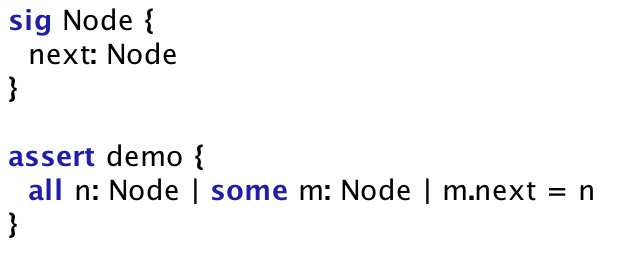 sig Node {
next: Node
}
assert demo {
all n: Node | some m: Node | m.next = n
}